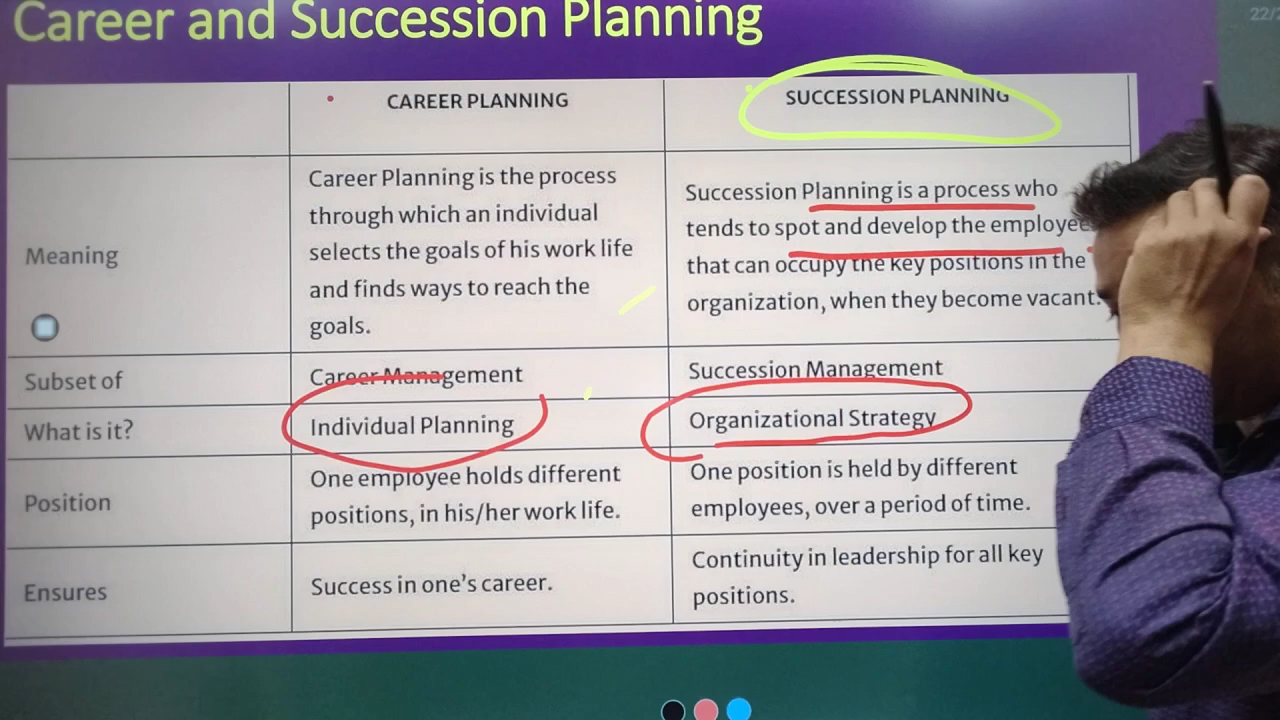 Career and Succession Planning
22/
CAREER PLANNING
SUCCESSION PLANNING
Meaning
Career Planning is the process
through which an individual
selects the goals of his work life
and finds ways to reach the
goals.
Succession Planning is a process who
tends to spot and develop the employee
that can occupy the key positions in the
organization, when they become vacant.
Subset of
Career Management
Succession Management
What is it?
Individual Planning
Organizational Strategy
Position
One employee holds different
positions, in his/her work life.
One position is held by different
employees, over a period of time.
Ensures
Success in one's career.
Continuity in leadership for all key
positions.